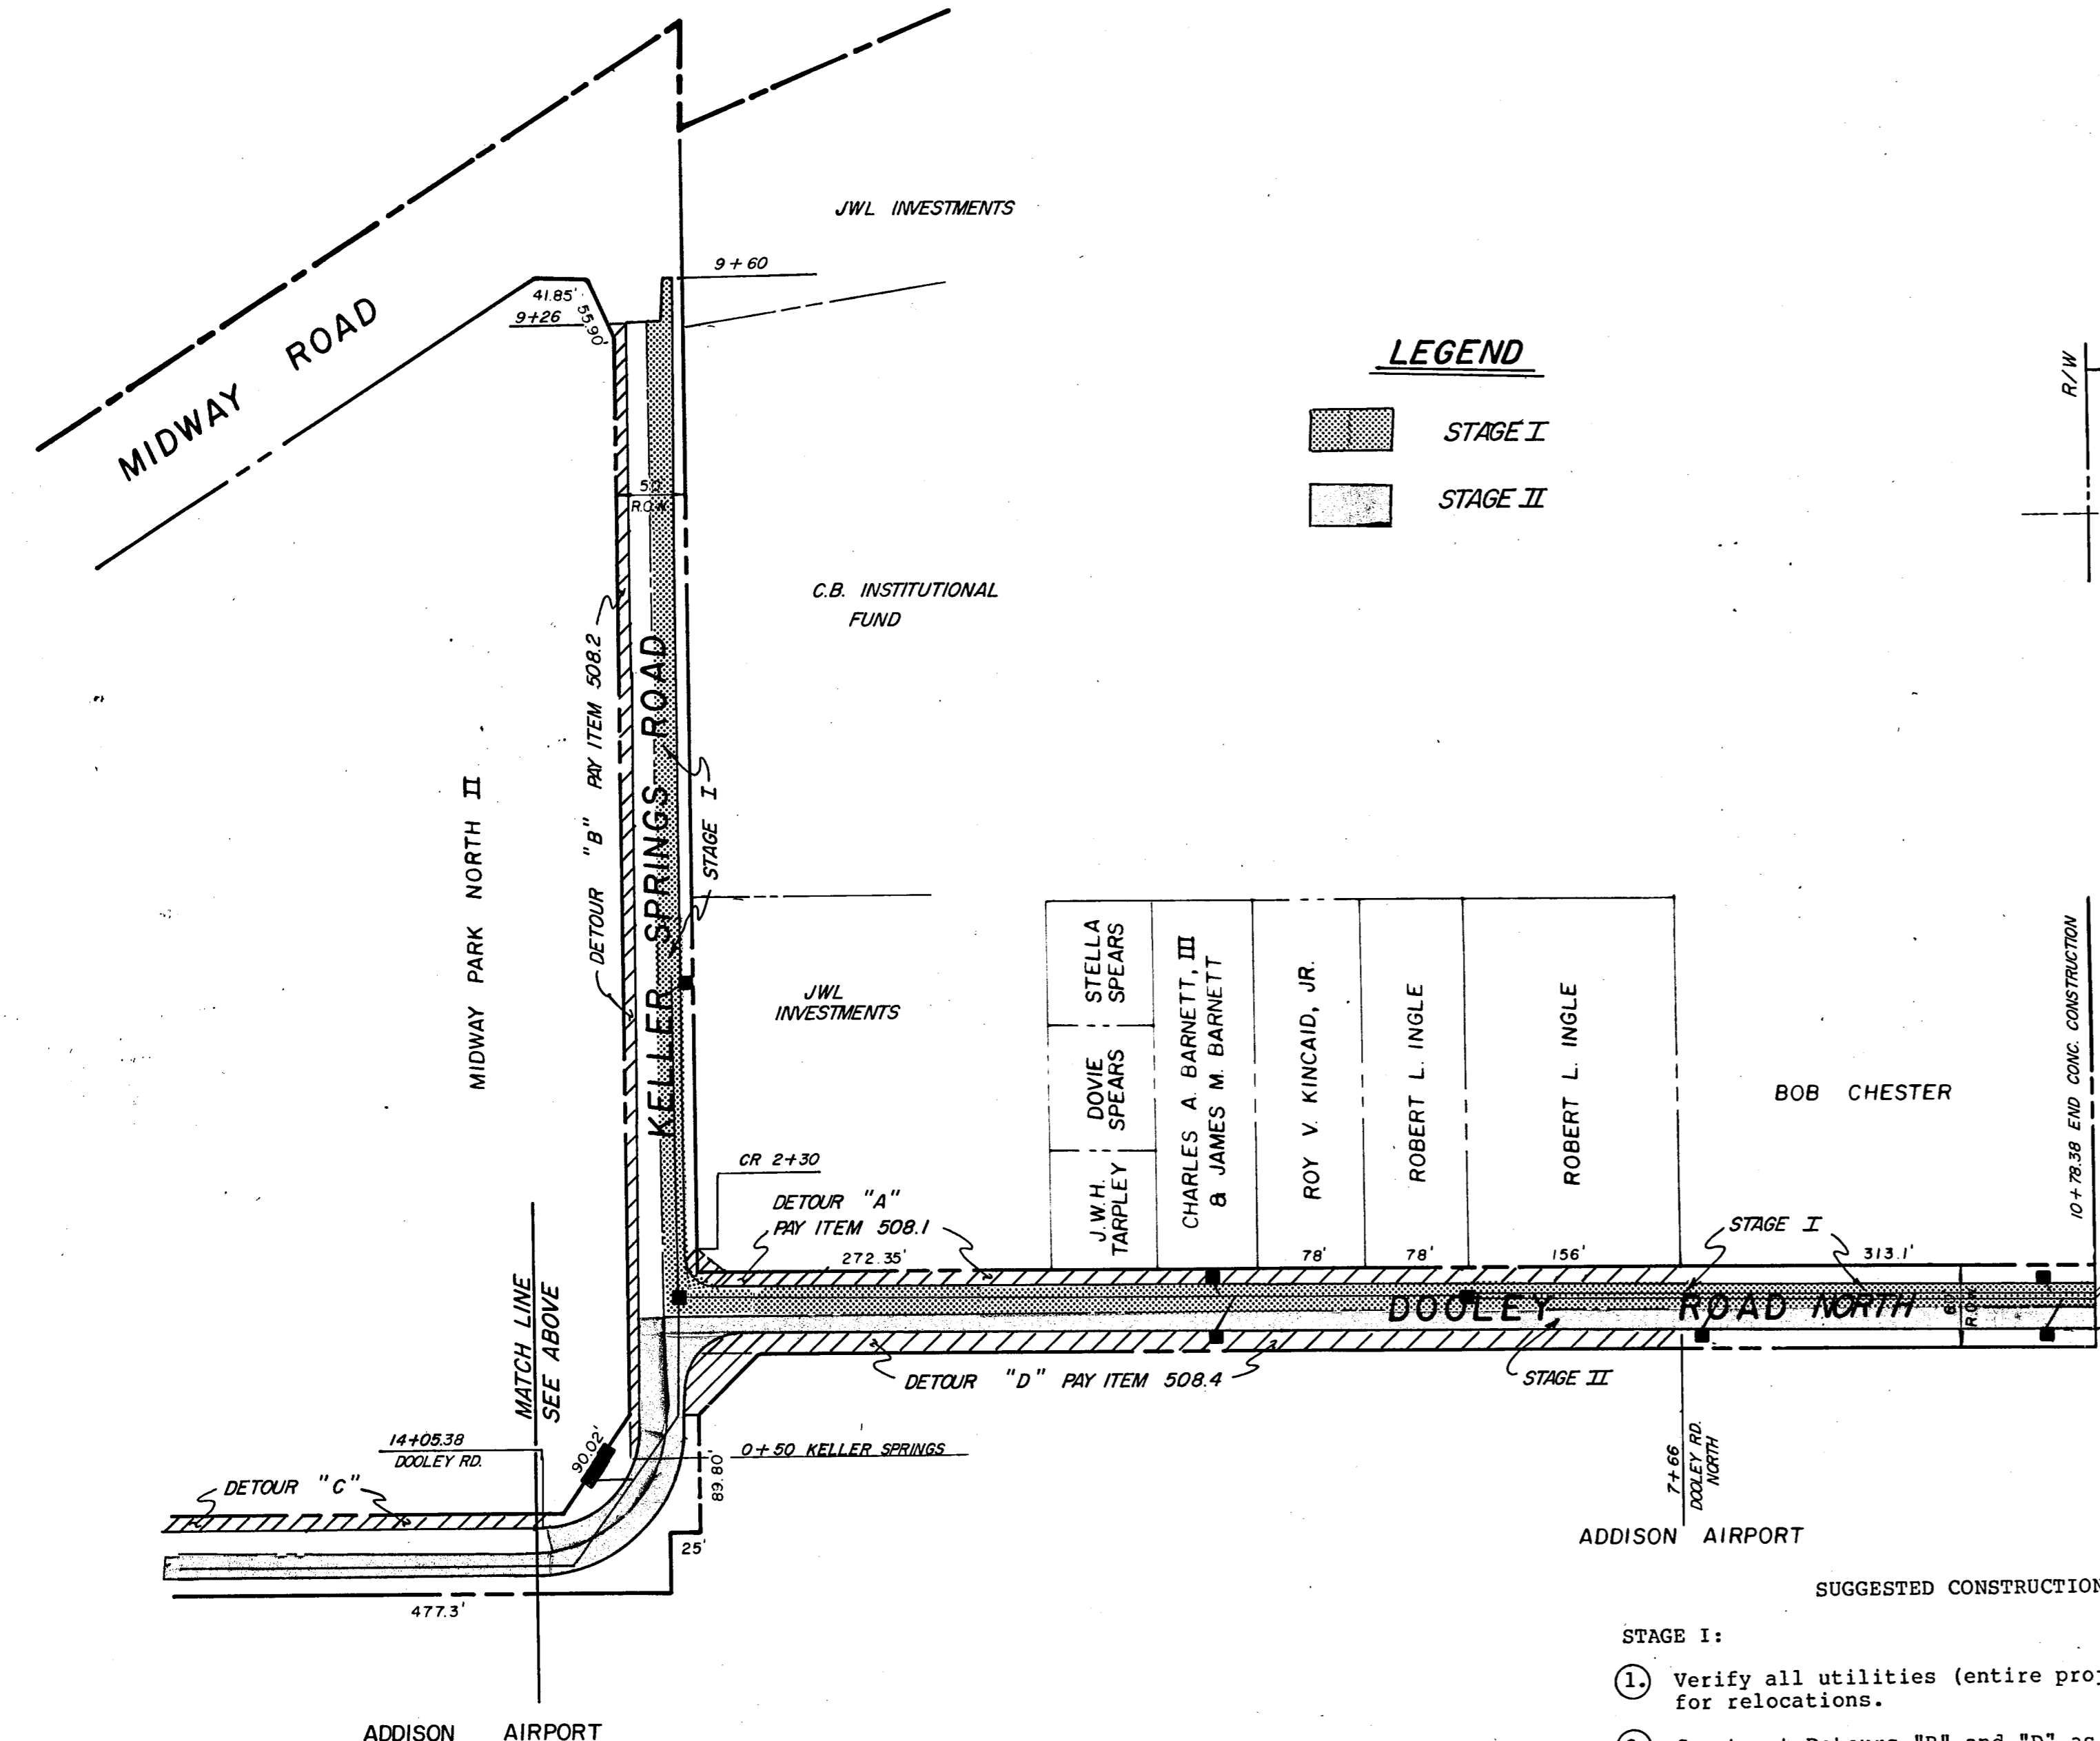 JWL INVESTMENTS
9 + 60
41.85'
55.90'
9+26
MIDWAY ROAD
LEGEND
STAGE I
STAGE II
R/W
R.O.W.
C.B. INSTITUTIONAL
FUND
DETOUR "B" PAY ITEM 508.2
KELLER SPRINGS ROAD
STAGE I
MIDWAY PARK NORTH II
JWL
INVESTMENTS
STELLA
SPEARS
DOVIE
SPEARS
J.W.H.
TARPLEY
CHARLES A. BARNETT, III
& JAMES M. BARNETT
ROY V. KINCAID, JR.
ROBERT L. INGLE
ROBERT L. INGLE
BOB CHESTER
10+78.38 END CONC. CONSTRUCTION
CR 2+30
DETOUR "A"
PAY ITEM 508.1
272.35'
78'
78'
156'
STAGE I
313.1'
DOOLEY ROAD NORTH
60'
R.O.W.
MATCH LINE
SEE ABOVE
DETOUR "D" PAY ITEM 508.4
STAGE II
14+05.38
DOOLEY RD.
90.02'
0+50 KELLER SPRINGS
89.80'
7+66
DOOLEY RD.
NORTH
DETOUR "C"
25'
477.3'
ADDISON AIRPORT
SUGGESTED CONSTRUCTION
STAGE I:
1. Verify all utilities (entire pro
for relocations.
ADDISON AIRPORT
Detours "B" and "D" as